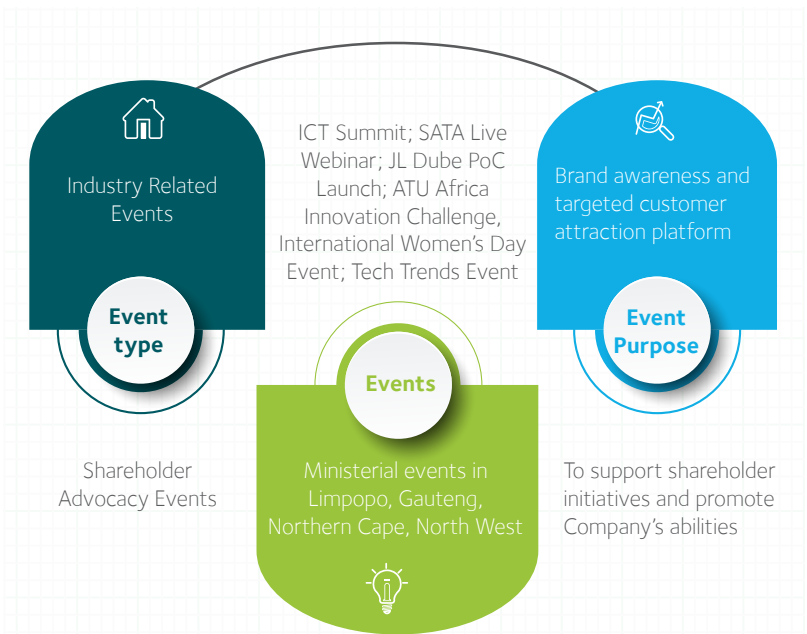 Industry Related
Events
Event
type
Shareholder
Advocacy Events
ICT Summit; SATA Live
Webinar; JL Dube PoC
Launch; ATU Africa
Innovation Challenge,
International Women's Day
Event; Tech Trends Event
Events
Ministerial events in
Limpopo, Gauteng,
Northern Cape, North West
Brand awareness and
targeted customer
attraction platform
Event
Purpose
To support shareholder
initiatives and promote
Company's abilities